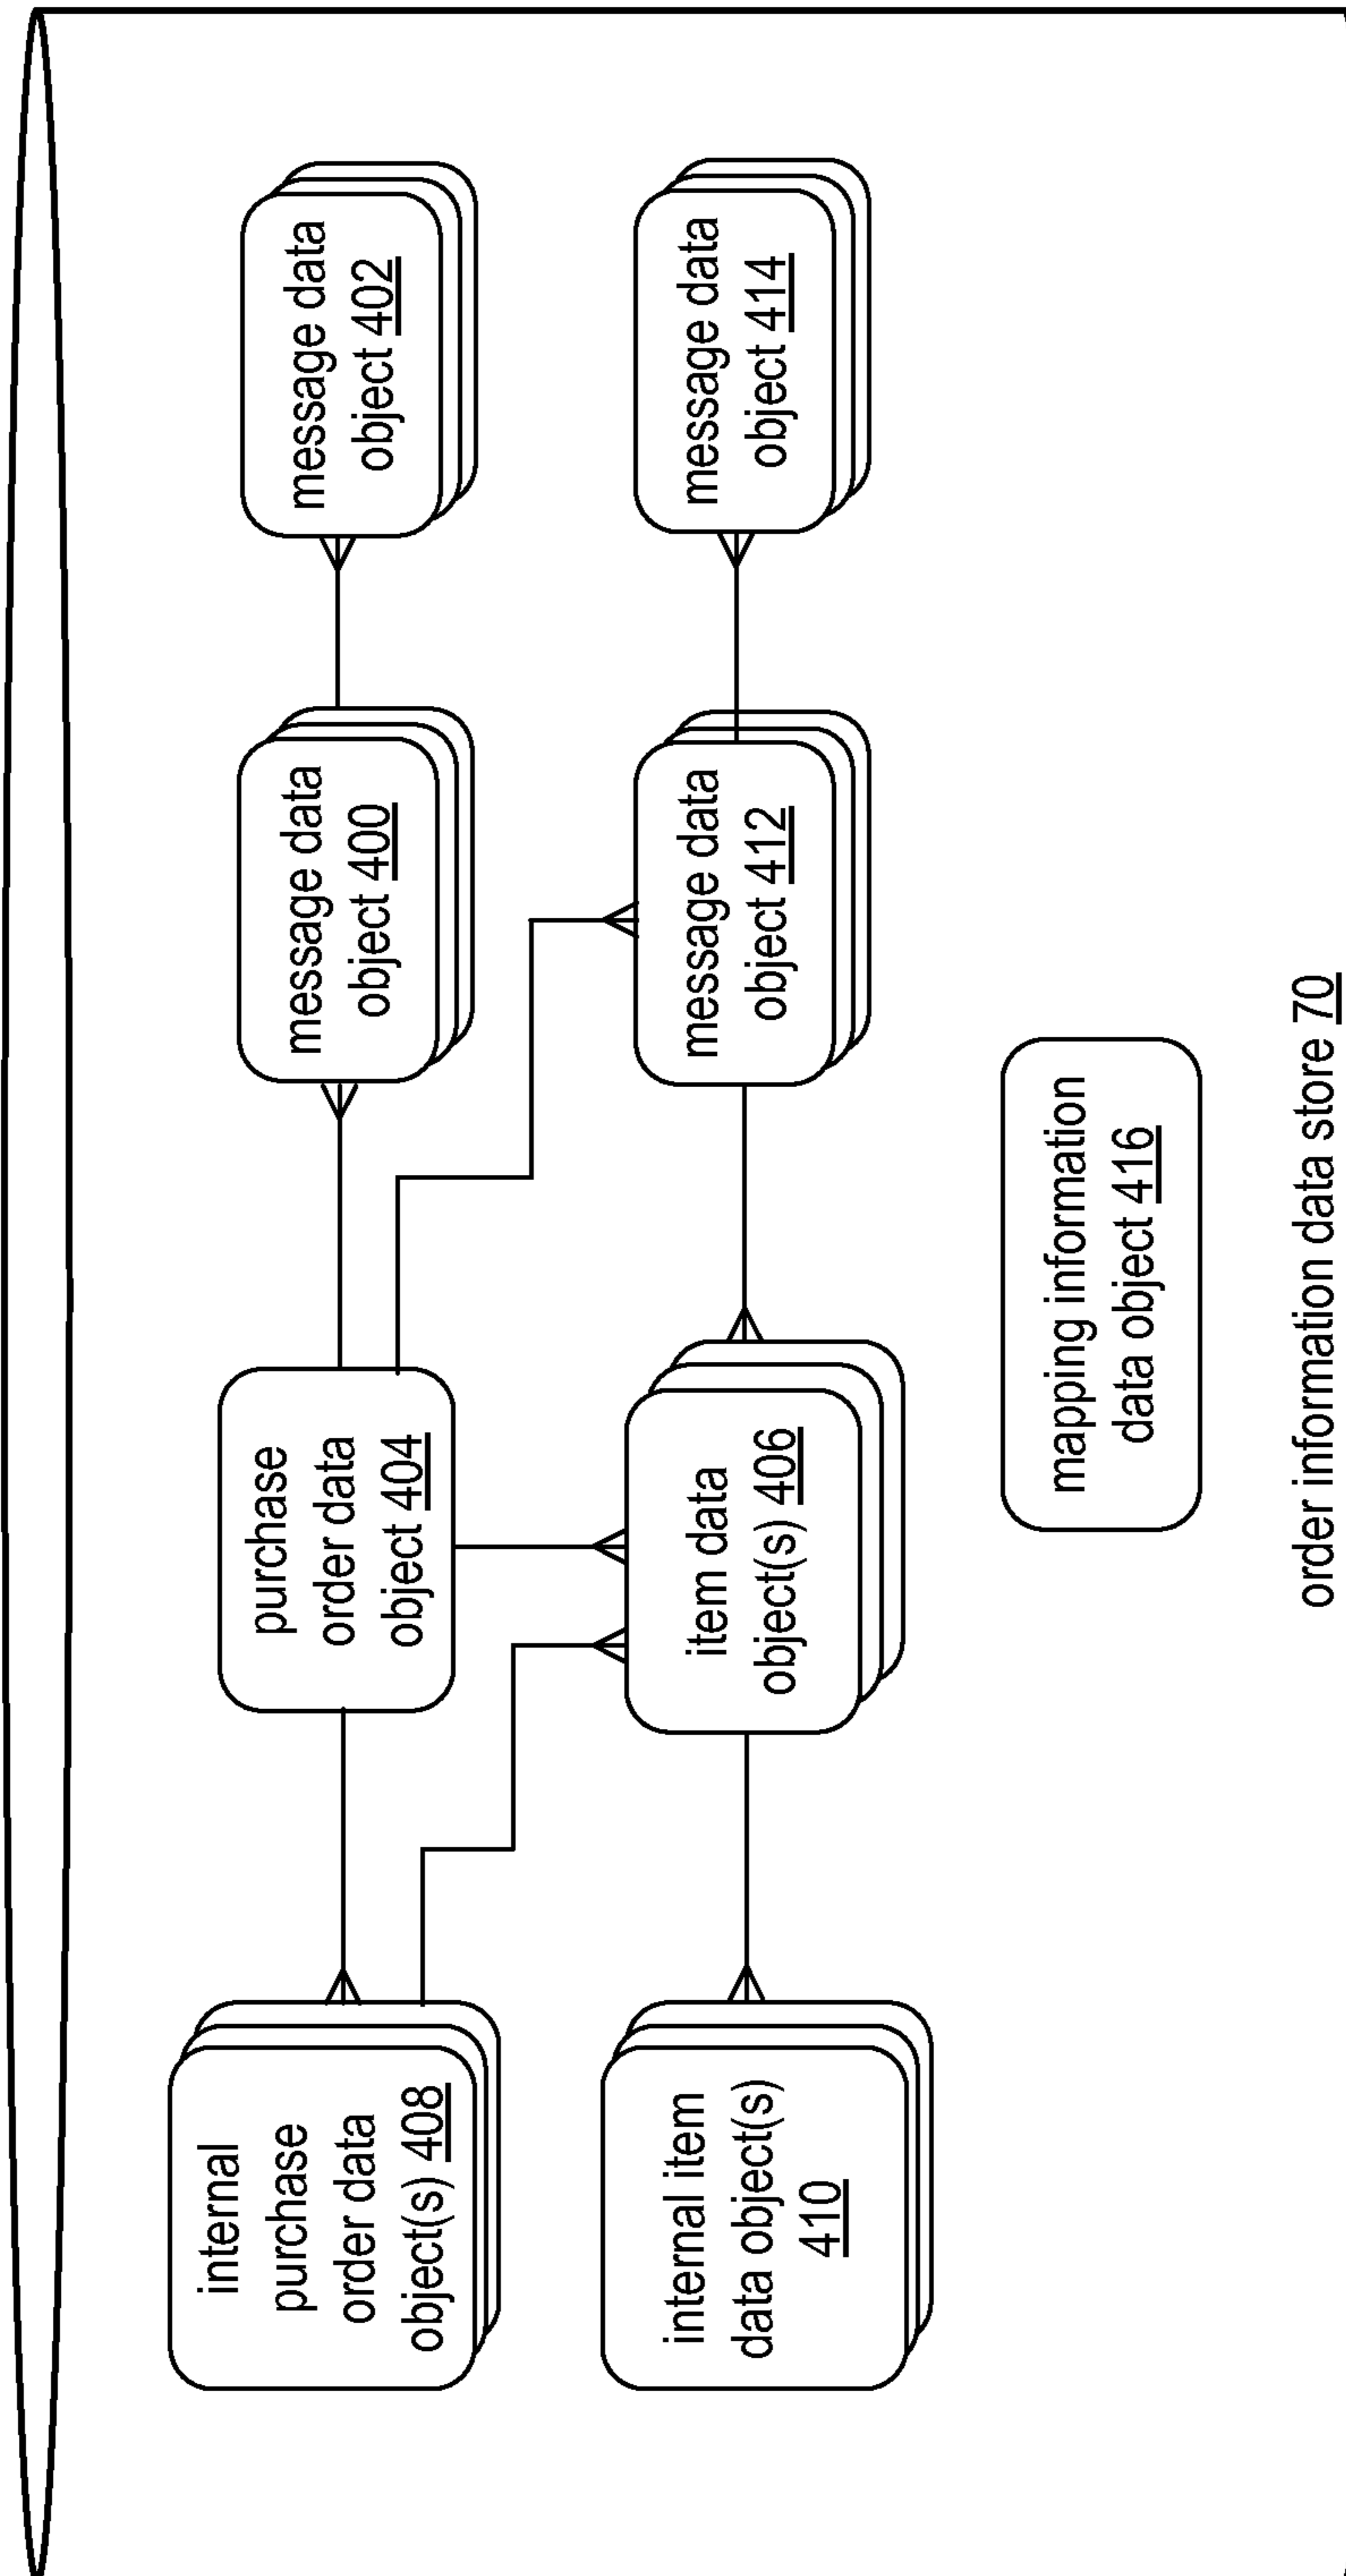 internal
purchase
order data
object(s) 408
purchase
order data
object 404
message data
object 400
message data
object 402
internal item
data object(s)
410
item data
object(s) 406
message data
object 412
message data
object 414
mapping information
data object 416
order information data store 70